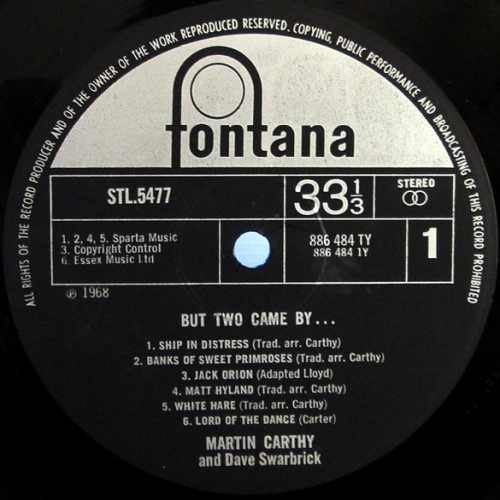 ALL RIGHTS OF THE RECORD PRODUCER AND OF THE OWNER OF THE WORK REPRODUCED RESERVED. COPYING, PUBLIC PERFORMANCE AND BROADCASTING OF THIS RECORD PROHIBITED
fontana
STL.5477
33 1/3
STEREO
1. 2, 4, 5. Sparta Music
3. Copyright Control
6. Essex Music Ltd
886 484 TY
886 484 1Y
1
℗ 1968
BUT TWO CAME BY...
1. SHIP IN DISTRESS (Trad. arr. Carthy)
2. BANKS OF SWEET PRIMROSES (Trad. arr. Carthy)
3. JACK ORION (Adapted Lloyd)
4. MATT HYLAND (Trad. arr. Carthy)
5. WHITE HARE (Trad. arr. Carthy)
6. LORD OF THE DANCE (Carter)
MARTIN CARTHY
and Dave Swarbrick